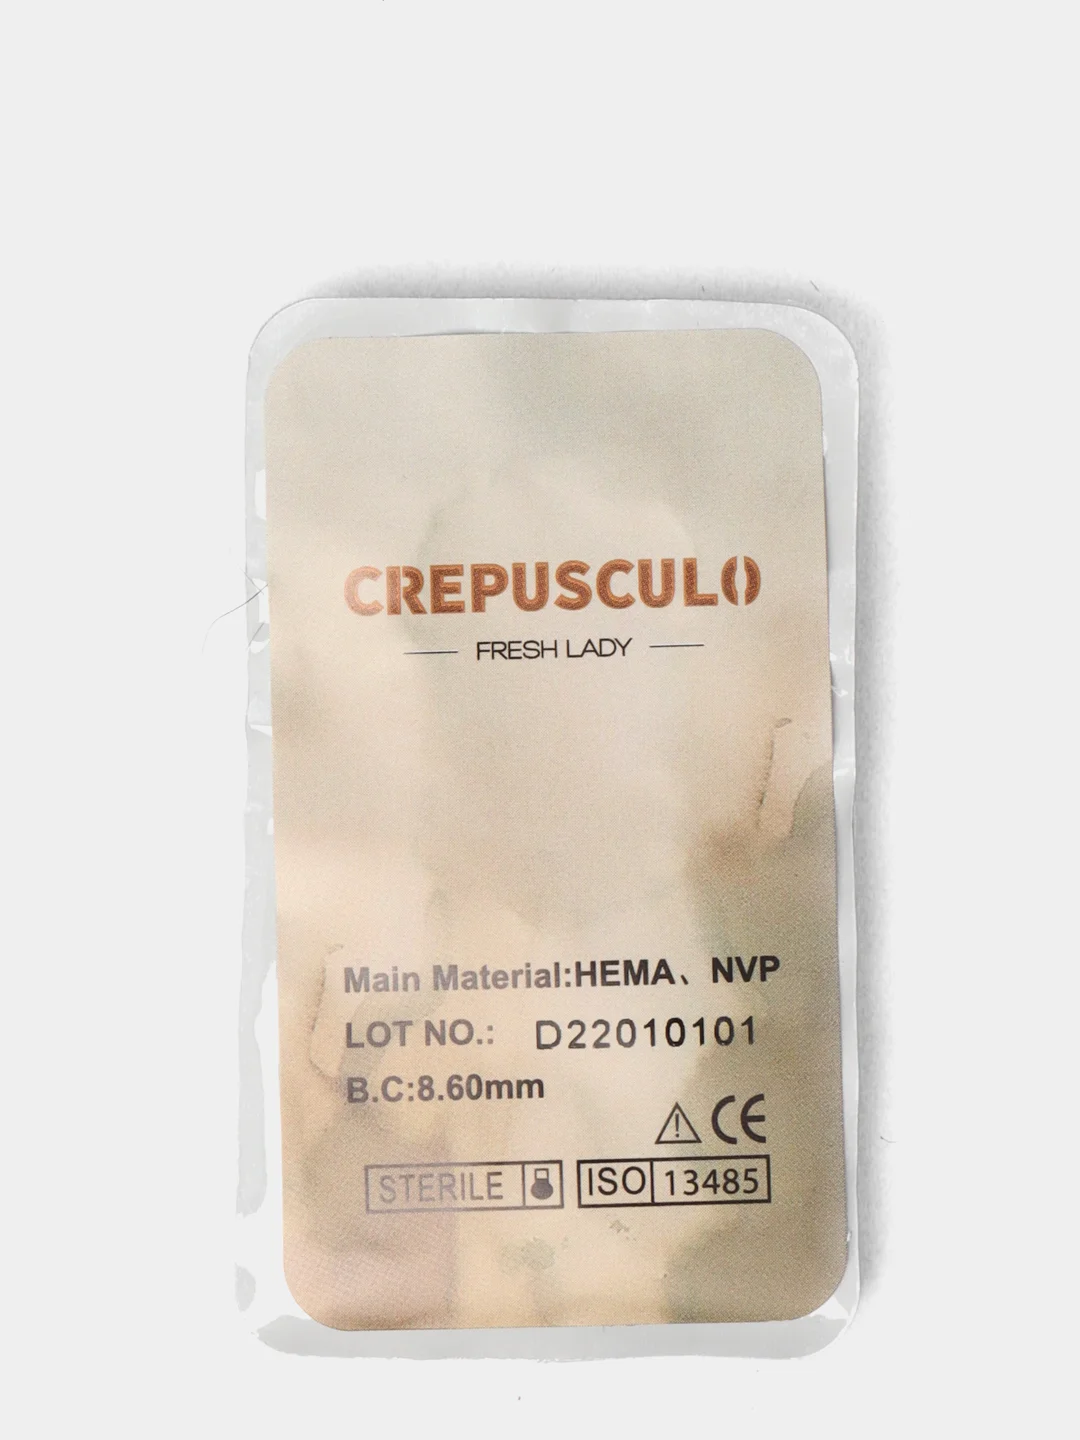 CREPUSCULO
FRESH LADY
Main Material:HEMA、NVP
LOT NO.: D22010101
B.C:8.60mm
CE
STERILE
ISO 13485